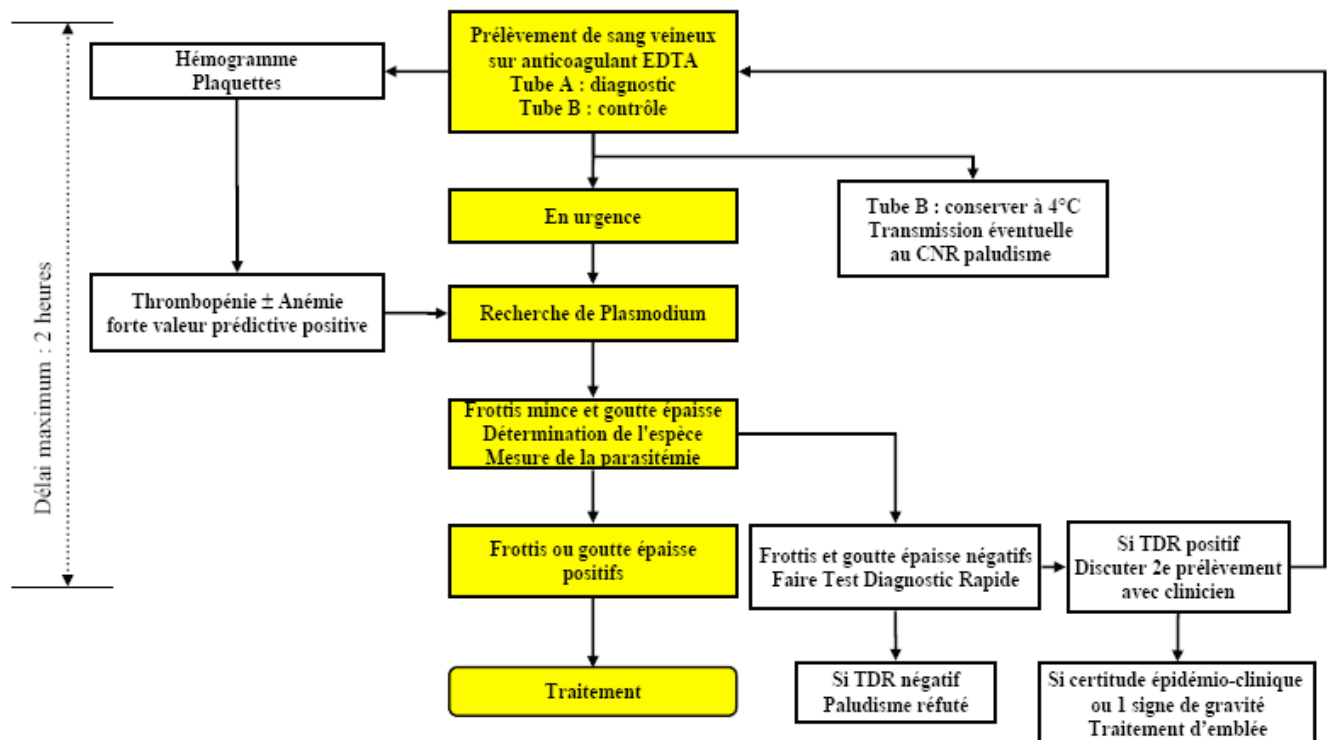 Prélèvement de sang veineux
sur anticoagulant EDTA
Tube A : diagnostic
Tube B : contrôle
Hémogramme
Plaquettes
En urgence
Tube B : conserver à 4°C
Transmission éventuelle
au CNR paludisme
Délai maximum : 2 heures
Thrombopénie ± Anémie
forte valeur prédictive positive
Recherche de Plasmodium
Frottis mince et goutte épaisse
Détermination de l'espèce
Mesure de la parasitémie
Frottis ou goutte épaisse
positifs
Frottis et goutte épaisse négatifs
Faire Test Diagnostic Rapide
Si TDR positif
Discuter 2e prélèvement
avec clinicien
Traitement
Si TDR négatif
Paludisme réfuté
Si certitude épidémio-clinique
ou 1 signe de gravité
Traitement d'emblée